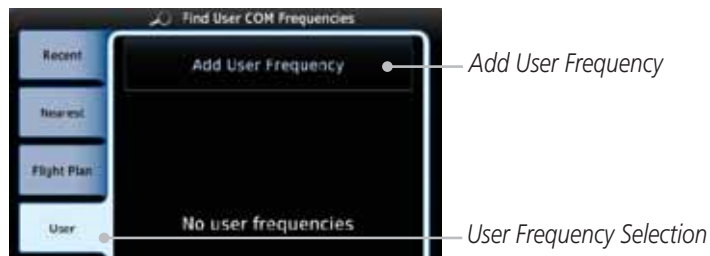 Find User COM Frequencies
Recent
Add User Frequency
Add User Frequency
Nearest
Flight Plan
User
No user frequencies
User Frequency Selection